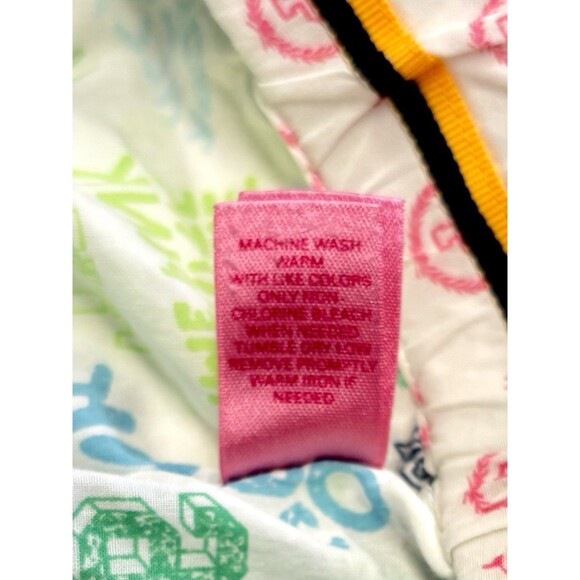 MACHINE WASH
WARM
WITH LIKE COLORS
ONLY NON
CHLORINE BLEACH
WHEN NEEDED
TUMBLE DRY LOW
REMOVE PROMPTLY
WARM IRON IF
NEEDED